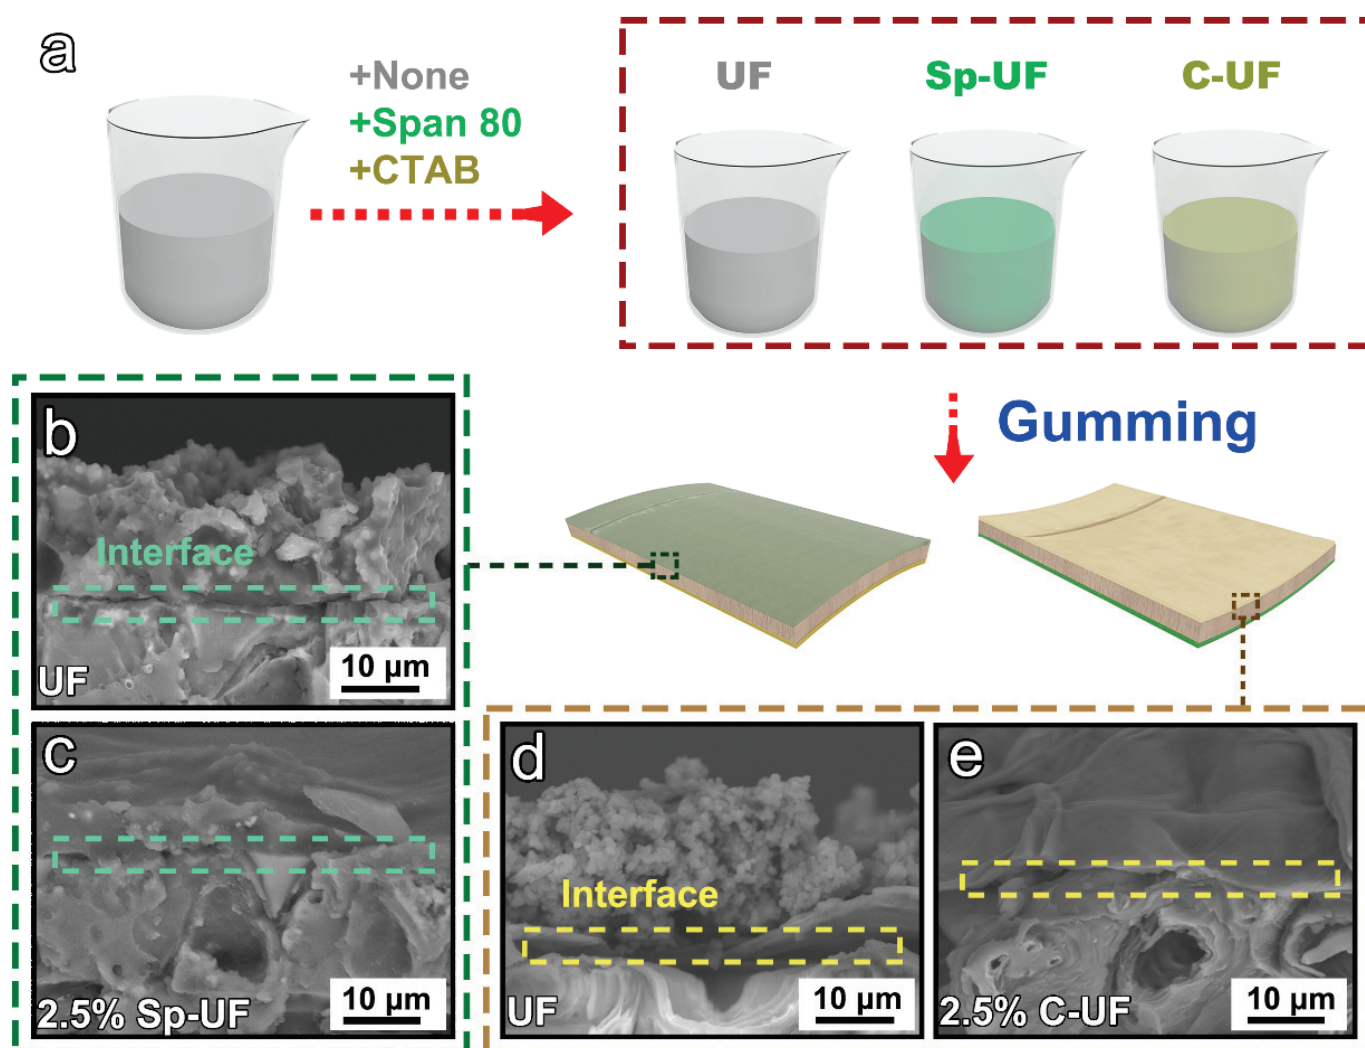 a
+None
+Span 80
+CTAB
UF
Sp-UF
C-UF
Gumming
b
Interface
UF
10 µm
c
2.5% Sp-UF
10 µm
d
Interface
UF
10 µm
e
2.5% C-UF
10 µm